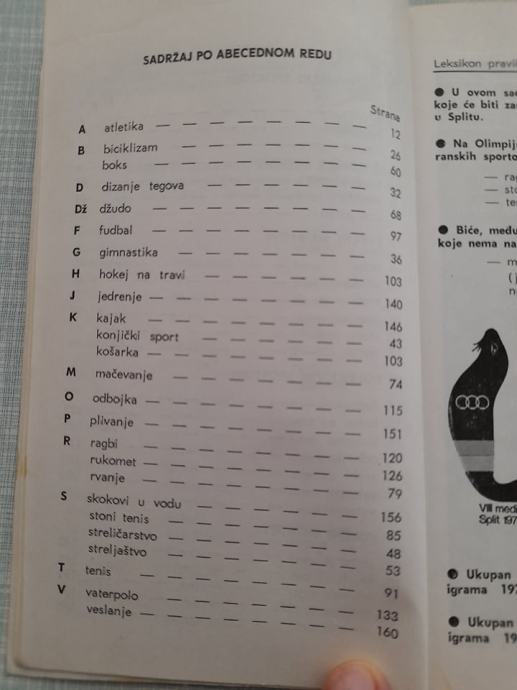 SADRŽAJ PO ABECEDNOM REDU
Strana
A atletika — — — — — — — — 12
B biciklizam — — — — — — — 26
boks — — — — — — — — 60
D dizanje tegova — — — — — — 32
Dž džudo — — — — — — — — 68
F fudbal — — — — — — — — 97
G gimnastika — — — — — — — 36
H hokej na travi — — — — — — 103
J jedrenje — — — — — — — — 140
K kajak — — — — — — — — 146
konjički sport — — — — — — 43
košarka — — — — — — — — 103
M mačevanje — — — — — — — 74
O odbojka — — — — — — — — 115
P plivanje — — — — — — — — 151
R ragbi — — — — — — — — 120
rukomet — — — — — — — — 126
rvanje — — — — — — — — 79
S skokovi u vodu — — — — — — 156
stoni tenis — — — — — — — 85
streličarstvo — — — — — — — 48
streljaštvo — — — — — — — 53
T tenis — — — — — — — — 91
V vaterpolo — — — — — — — 133
veslanje — — — — — — — — 160
Leksikon pravil
● U ovom
koje će biti
u Splitu.
● Na Olimpij
ranskih sporto
— 
— 
— 
● Biće, među
koje nema na
— m
(j
n
VIII medi
Split 197
● Ukupan
igrama 197
● Ukupan
igrama 19